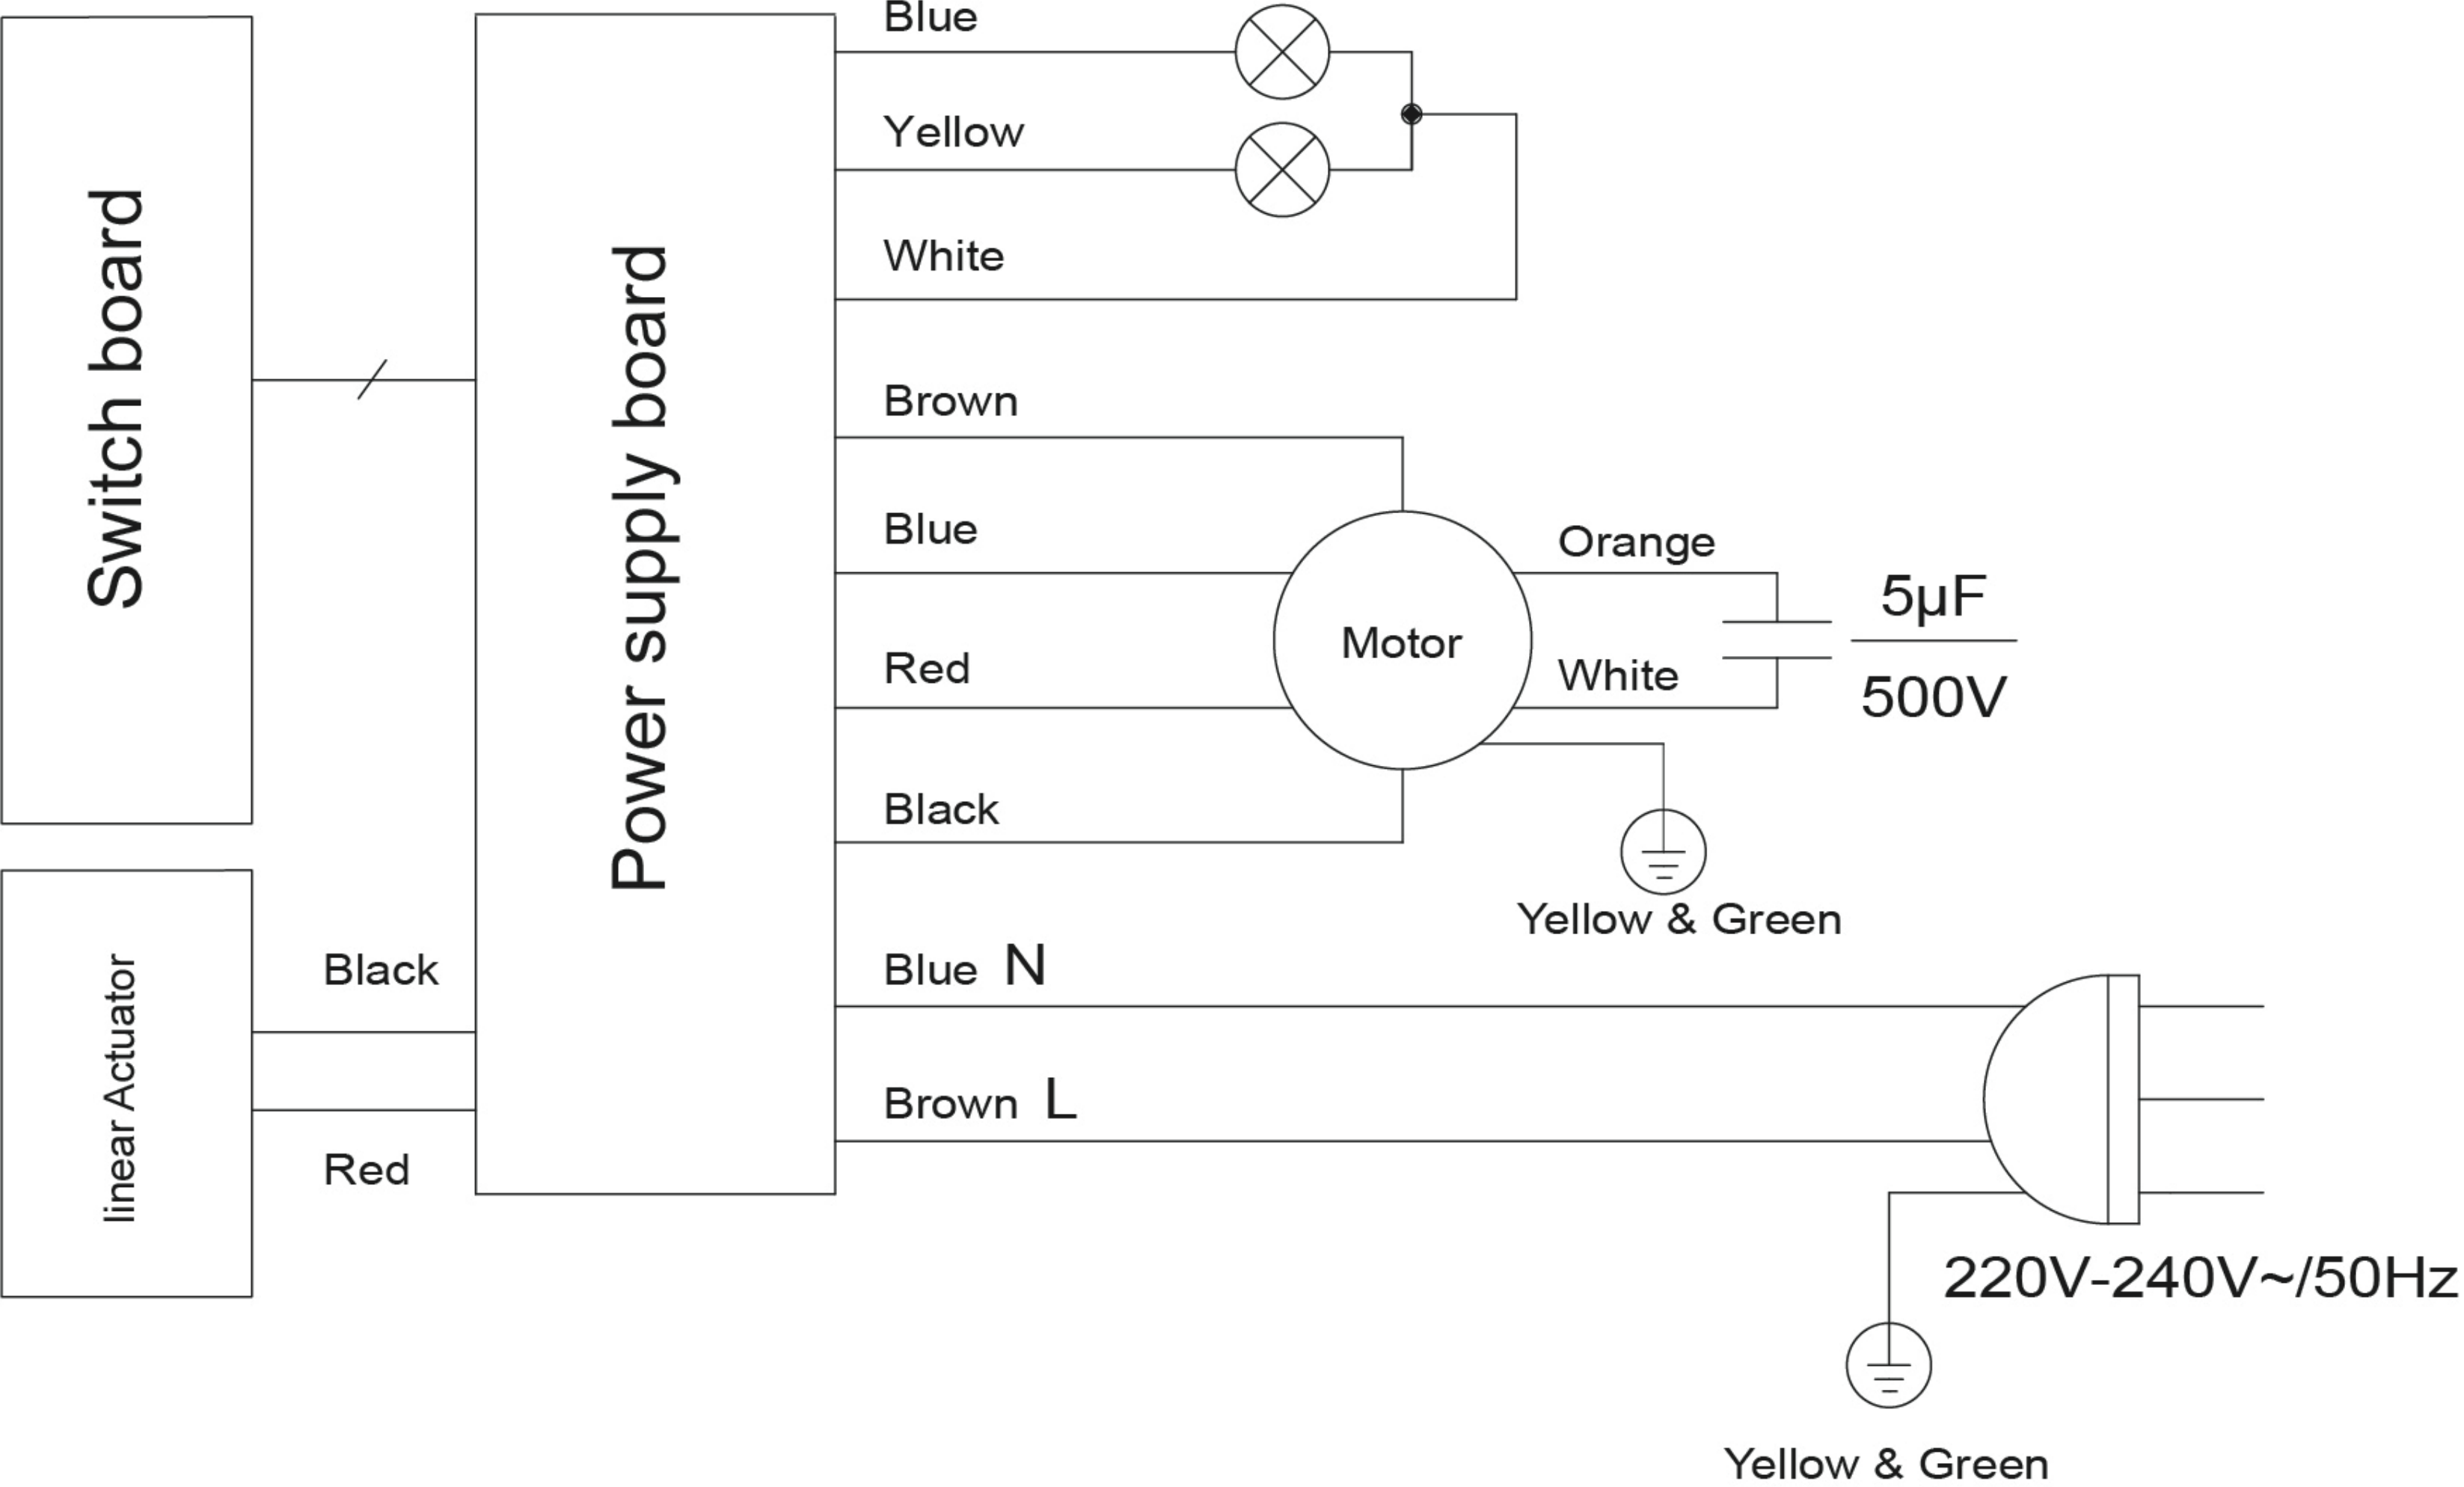 Switch board
linear Actuator
Black
Red
Power supply board
Blue
Yellow
White
Brown
Blue
Red
Black
Motor
Orange
White
5µF
500V
Yellow & Green
Blue N
Brown L
220V-240V~/50Hz
Yellow & Green